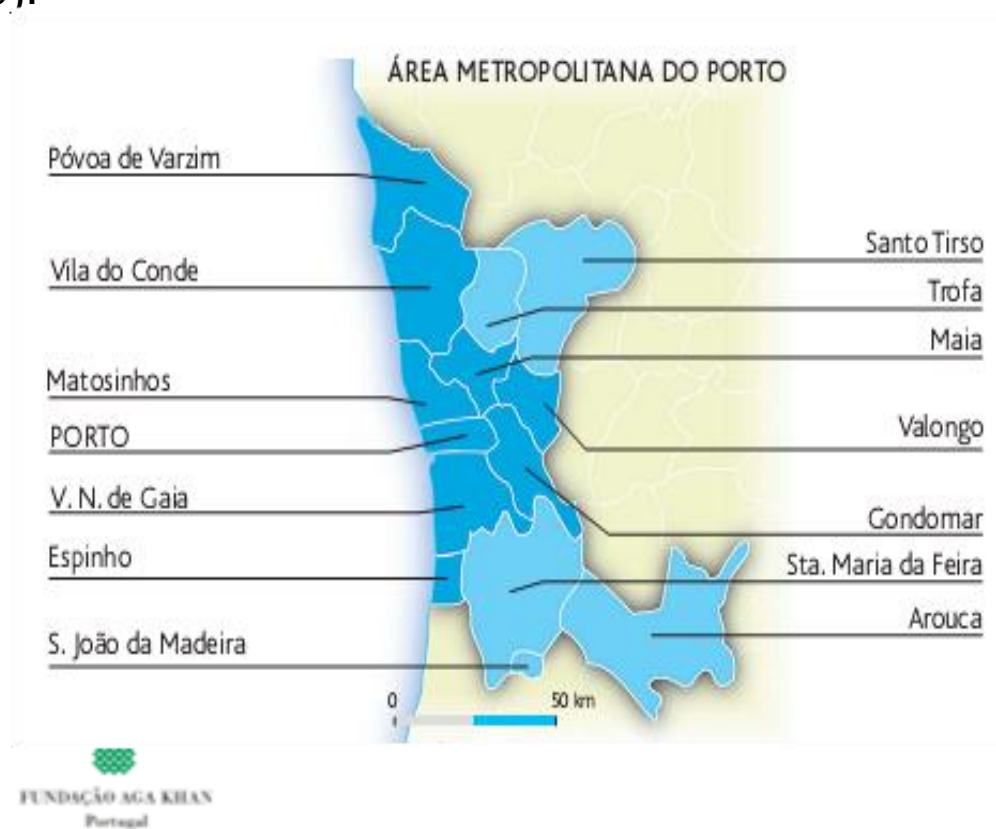 ÁREA METROPOLITANA DO PORTO
Póvoa de Varzim
Vila do Conde
Matosinhos
PORTO
V. N. de Gaia
Espinho
S. João da Madeira
Santo Tirso
Trofa
Maia
Valongo
Gondomar
Sta. Maria da Feira
Arouca
0 50 km
FUNDAÇÃO AGA KHAN
Portugal